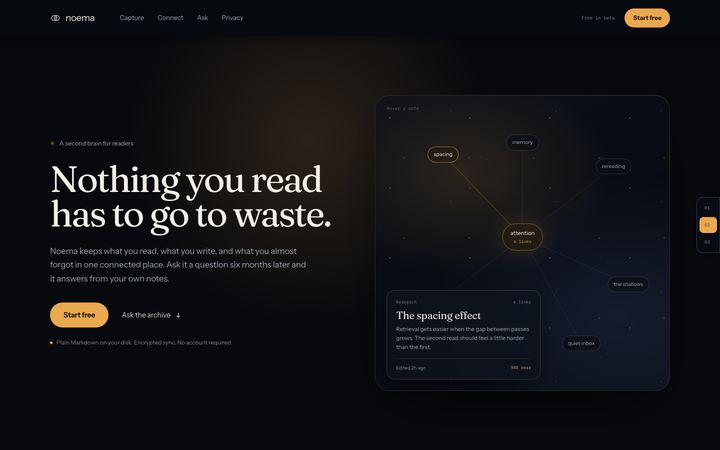 noema
Capture
Connect
Ask
Privacy
Free in beta
Start free
A second brain for readers
Nothing you read
has to go to waste.
Noema keeps what you read, what you write, and what you almost
forgot in one connected place. Ask it a question six months later and
it answers from your own notes.
Start free
Ask the archive ↓
Plain Markdown on your disk. Encrypted sync. No account required.
Hover a note
spacing
memory
rereading
attention
6 links
the shallows
quiet inbox
Research
6 links
The spacing effect
Retrieval gets easier when the gap between passes
grows. The second read should feel a little harder
than the first.
Edited 2h ago
01
02
03